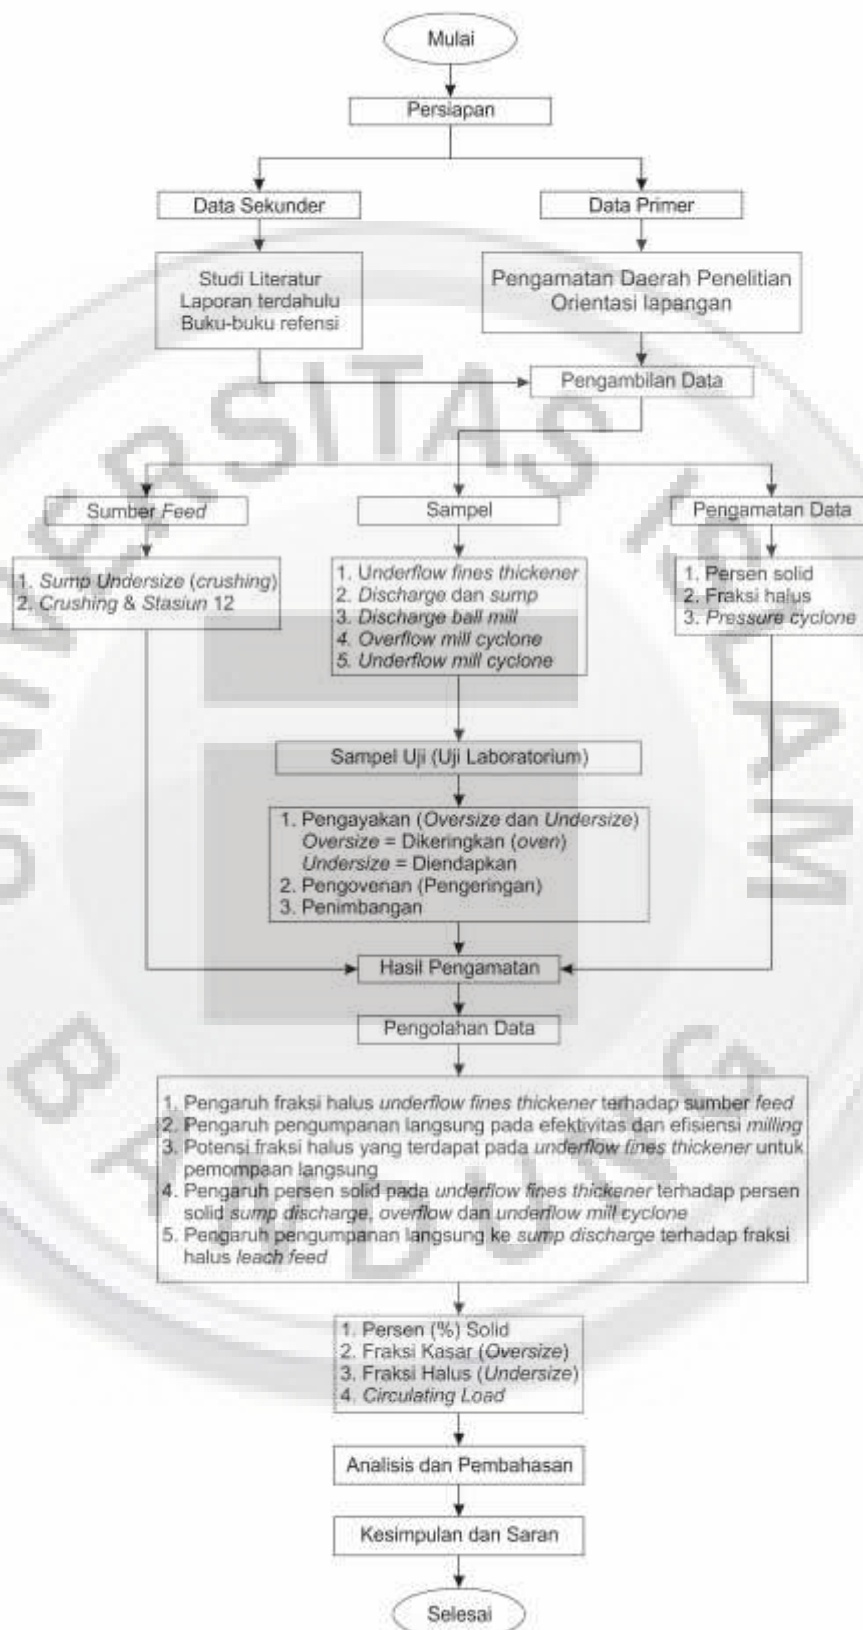 Mulai
Persiapan
Data Sekunder
Data Primer
Studi Literatur
Laporan terdahulu
Buku-buku refensi
Pengamatan Daerah Penelitian
Orientasi lapangan
Pengambilan Data
Sumber Feed
Sampel
Pengamatan Data
1. Sump Undersize (crushing)
2. Crushing & Stasiun 12
1. Underflow fines thickener
2. Discharge dan sump
3. Discharge ball mill
4. Overflow mill cyclone
5. Underflow mill cyclone
1. Persen solid
2. Fraksi halus
3. Pressure cyclone
Sampel Uji (Uji Laboratorium)
1. Pengayakan (Oversize dan Undersize)
Oversize = Dikeringkan (oven)
Undersize = Diendapkan
2. Pengovenan (Pengeringan)
3. Penimbangan
Hasil Pengamatan
Pengolahan Data
1. Pengaruh fraksi halus underflow fines thickener terhadap sumber feed
2. Pengaruh pengumpanan langsung pada efektivitas dan efisiensi milling
3. Potensi fraksi halus yang terdapat pada underflow fines thickener untuk
pemompaan langsung
4. Pengaruh persen solid pada underflow fines thickener terhadap persen
solid sump discharge, overflow dan underflow mill cyclone
5. Pengaruh pengumpanan langsung ke sump discharge terhadap fraksi
halus leach feed
1. Persen (%) Solid
2. Fraksi Kasar (Oversize)
3. Fraksi Halus (Undersize)
4. Circulating Load
Analisis dan Pembahasan
Kesimpulan dan Saran
Selesai
UNIVERSITAS ISLAM
BANDUNG